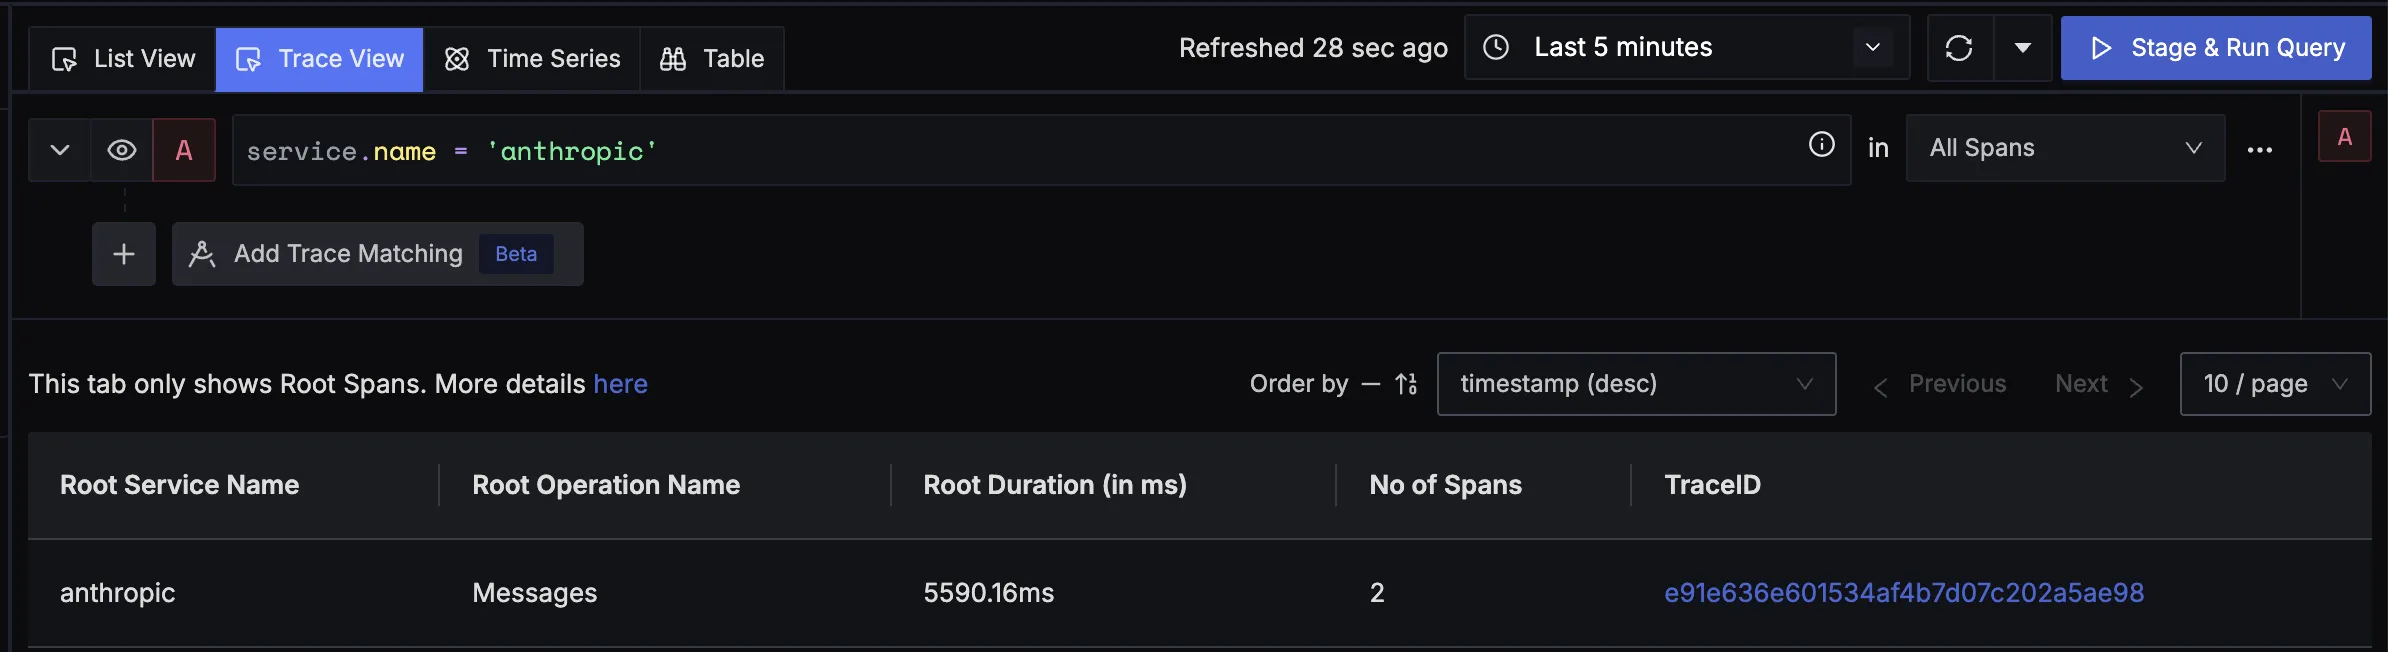 List View Trace View Time Series Table Refreshed 28 sec ago Last 5 minutes Stage & Run Query
A service.name = 'anthropic' in All Spans ... A
+ Add Trace Matching Beta
This tab only shows Root Spans. More details here Order by — timestamp (desc) < Previous Next > 10 / page
Root Service Name Root Operation Name Root Duration (in ms) No of Spans TraceID
anthropic Messages 5590.16ms 2 e91e636e601534af4b7d07c202a5ae98